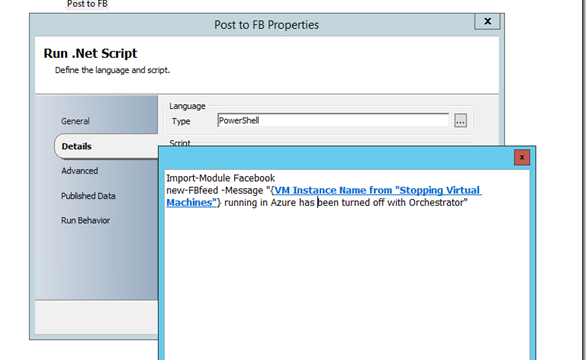 Post to FB
Post to FB Properties
x
Run .Net Script
Define the language and script.
General
Details
Advanced
Published Data
Run Behavior
Language
Type
PowerShell
...
Script
x
Import-Module Facebook
new-FBfeed -Message "{VM Instance Name from "Stopping Virtual
Machines"} running in Azure has been turned off with Orchestrator"